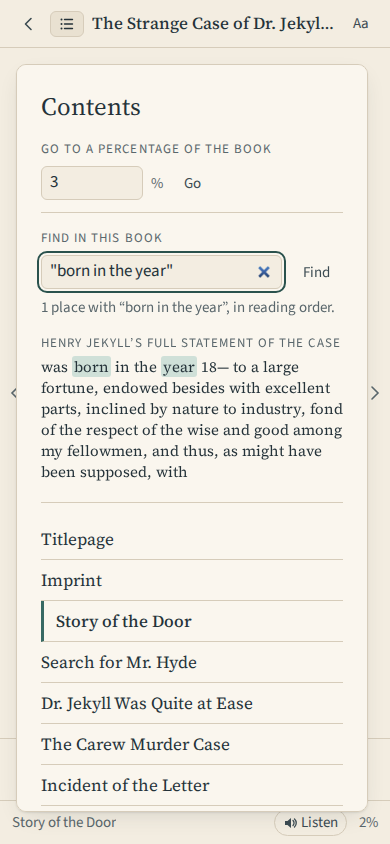 The Strange Case of Dr. Jekyl...
Aa
Contents
GO TO A PERCENTAGE OF THE BOOK
3 % Go
FIND IN THIS BOOK
"born in the year" Find
1 place with “born in the year”, in reading order.
HENRY JEKYLL’S FULL STATEMENT OF THE CASE
was born in the year 18— to a large
fortune, endowed besides with excellent
parts, inclined by nature to industry, fond
of the respect of the wise and good among
my fellowmen, and thus, as might have
been supposed, with
Titlepage
Imprint
Story of the Door
Search for Mr. Hyde
Dr. Jekyll Was Quite at Ease
The Carew Murder Case
Incident of the Letter
Story of the Door Listen 2%